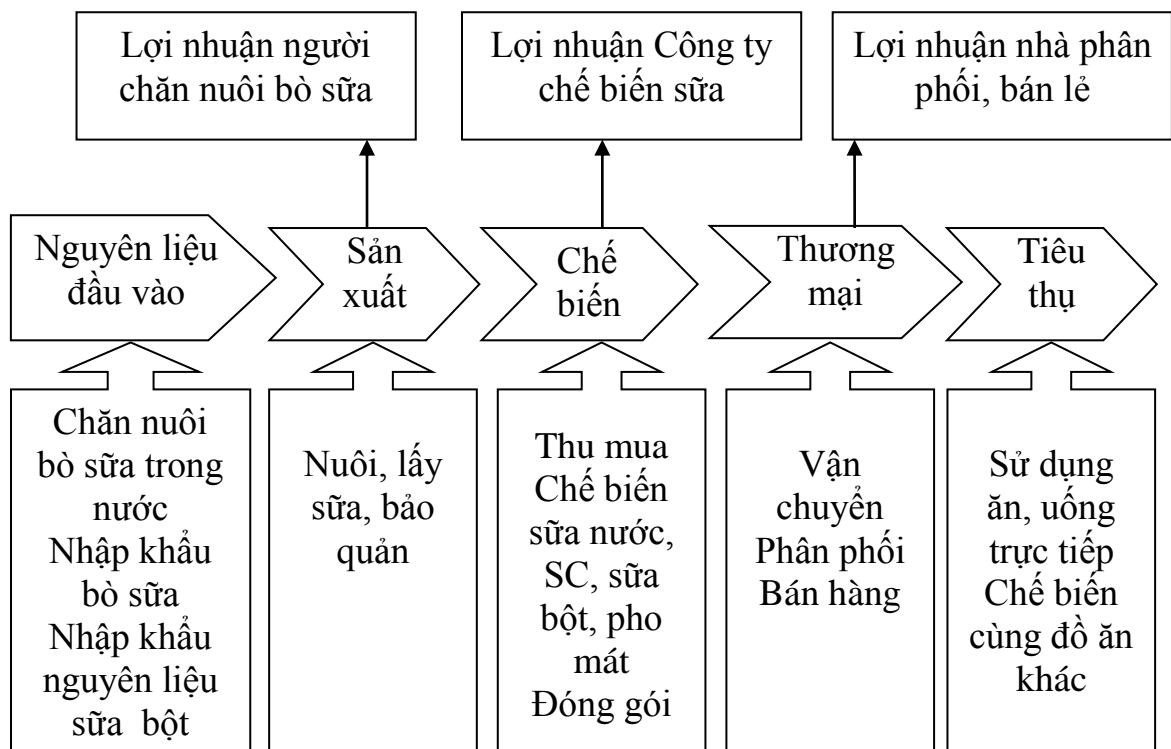 Lợi nhuận người
chăn nuôi bò sữa
Lợi nhuận Công ty
chế biến sữa
Lợi nhuận nhà phân
phối, bán lẻ
Nguyên liệu
đầu vào
Sản
xuất
Chế
biến
Thương
mại
Tiêu
thụ
Chăn nuôi
bò sữa trong
nước
Nhập khẩu
bò sữa
Nhập khẩu
nguyên liệu
sữa bột
Nuôi, lấy
sữa, bảo
quản
Thu mua
Chế biến
sữa nước,
SC, sữa
bột, pho
mát
Đóng gói
Vận
chuyển
Phân phối
Bán hàng
Sử dụng
ăn, uống
trực tiếp
Chế biến
cùng đồ ăn
khác